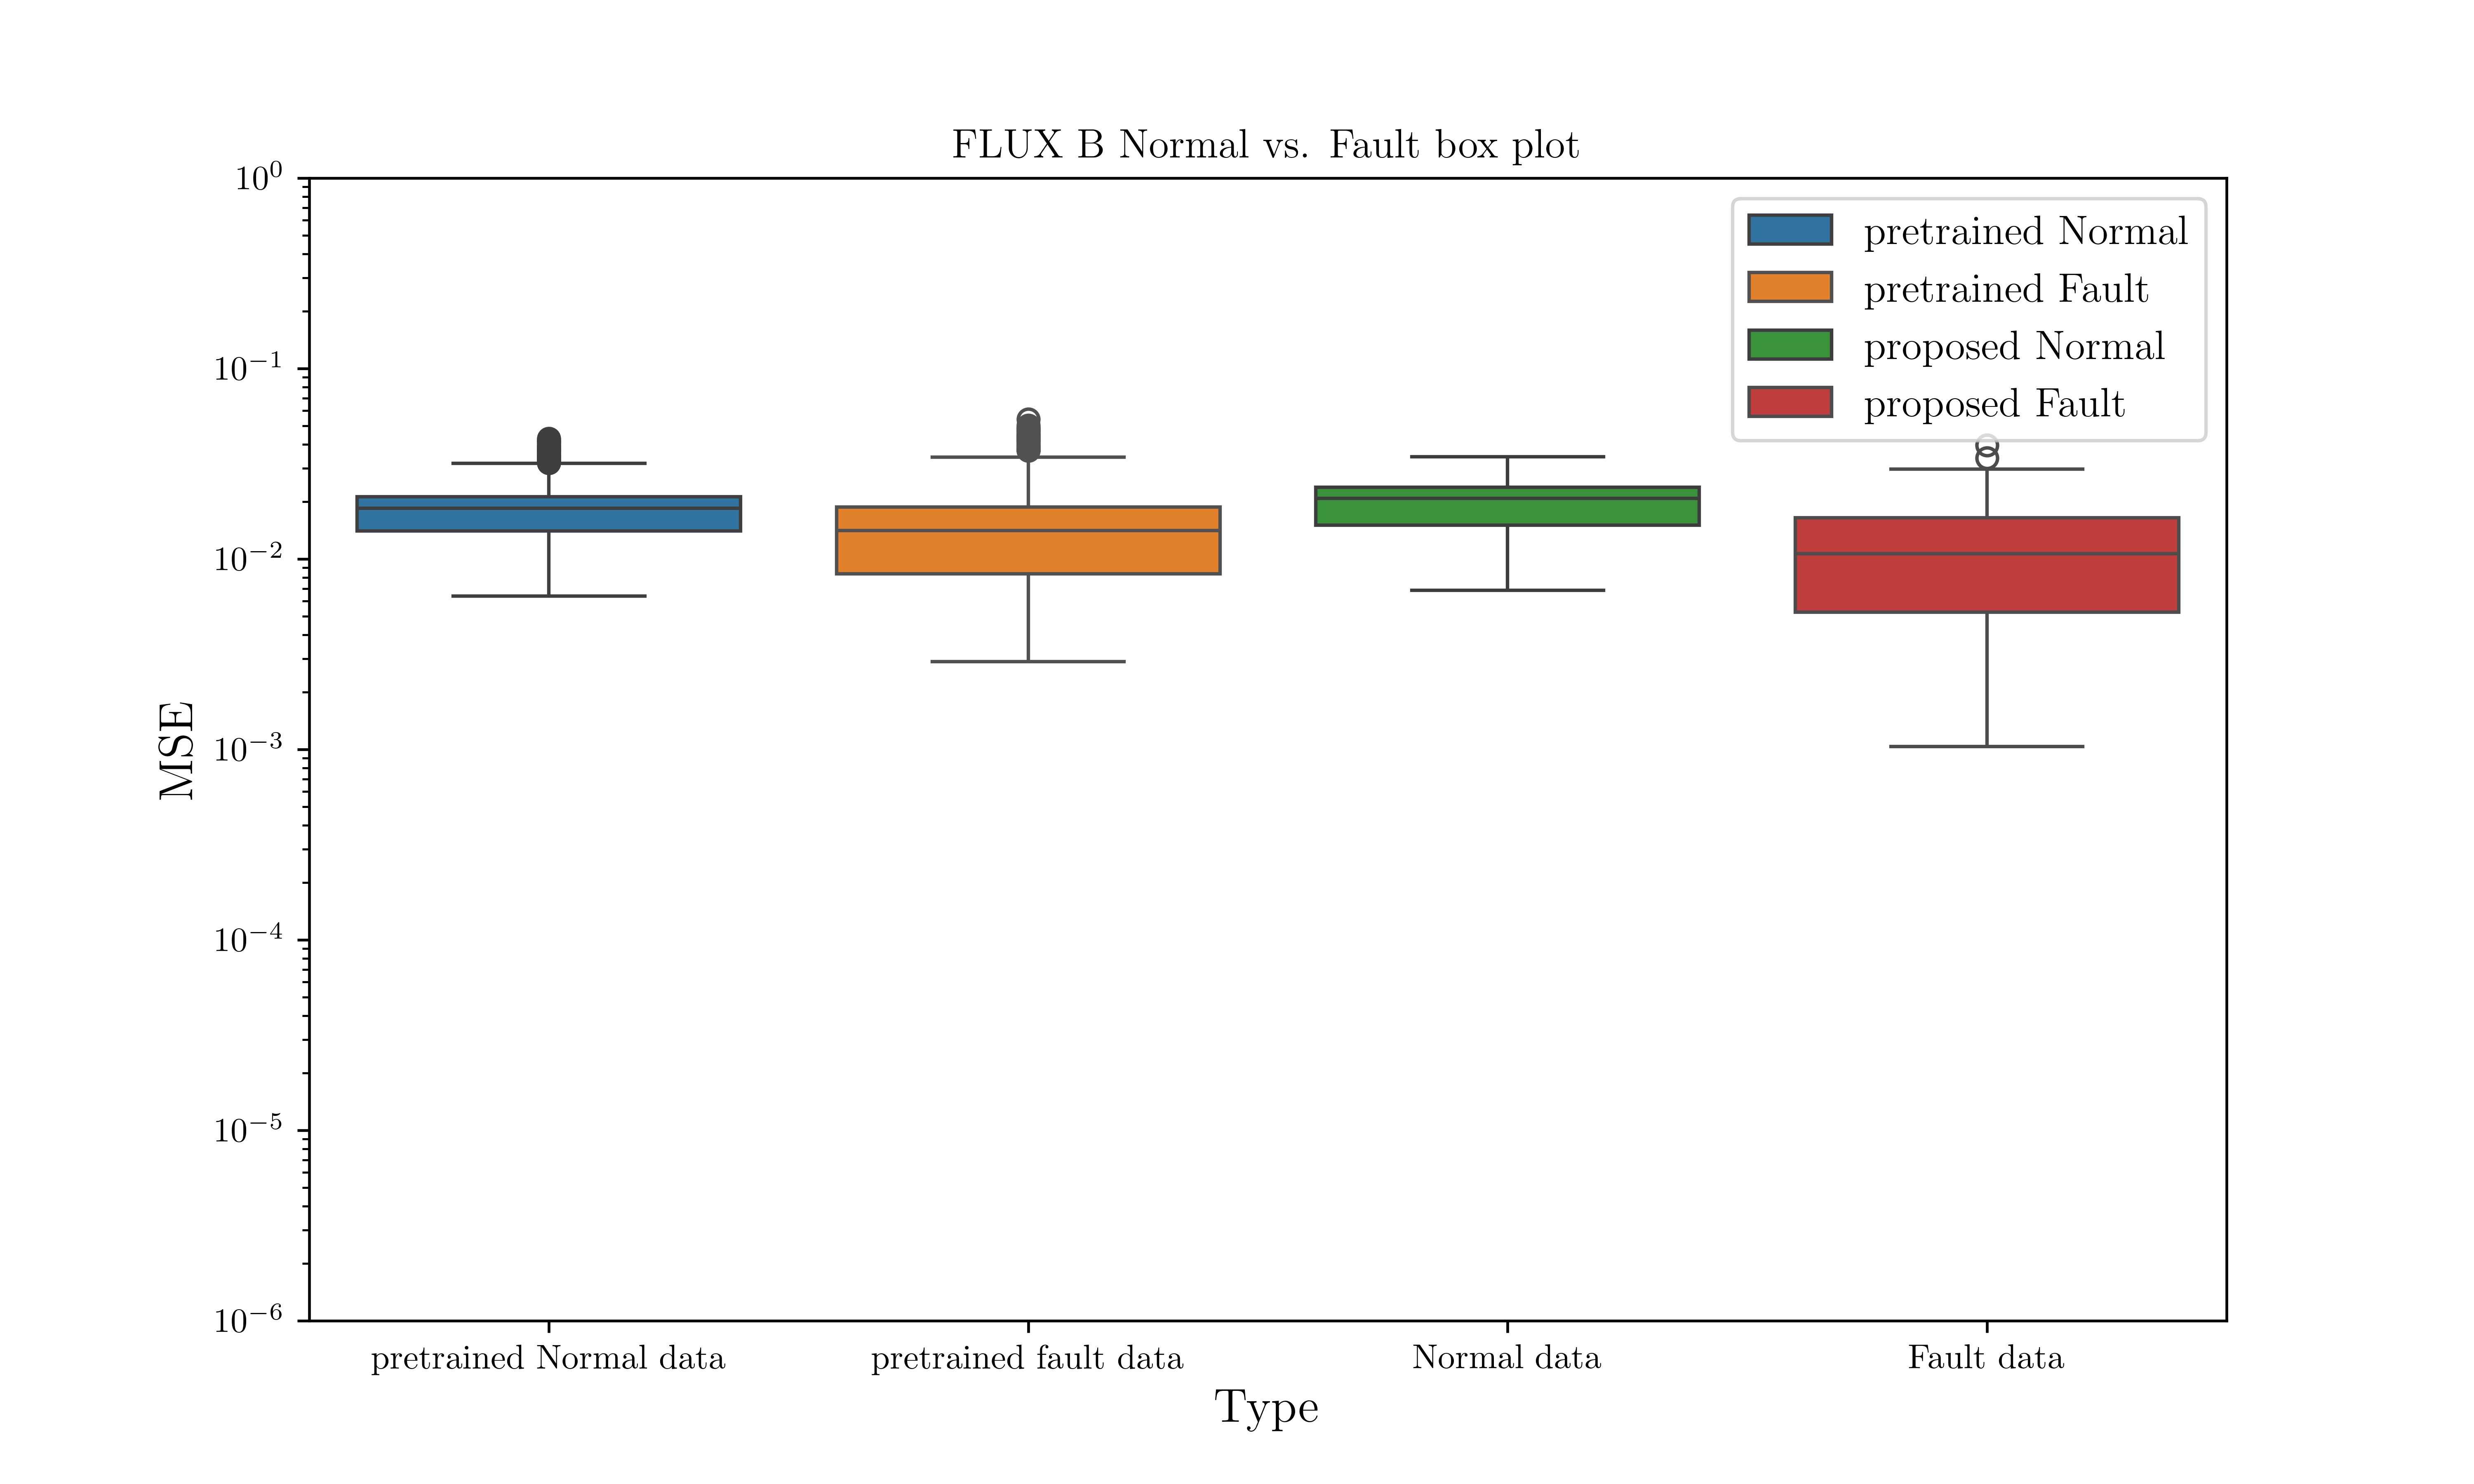 FLUX B Normal vs. Fault box plot
10⁰
10⁻¹
10⁻²
10⁻³
10⁻⁴
10⁻⁵
10⁻⁶
MSE
pretrained Normal
pretrained Fault
proposed Normal
proposed Fault
pretrained Normal data
pretrained fault data
Normal data
Fault data
Type